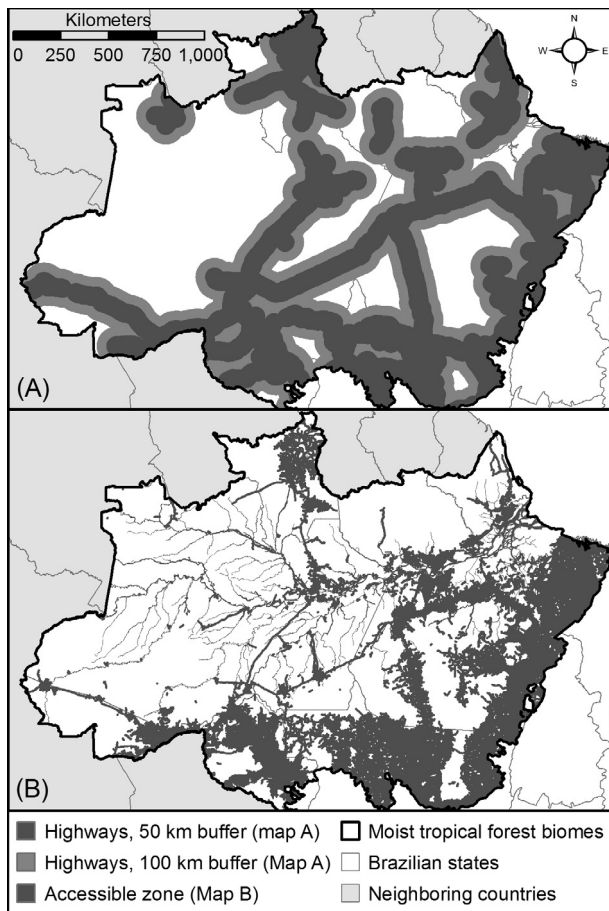 Kilometers
0 250 500 750 1,000
N
W E
S
(A)
(B)
Highways, 50 km buffer (map A)
Moist tropical forest biomes
Highways, 100 km buffer (Map A)
Brazilian states
Accessible zone (Map B)
Neighboring countries